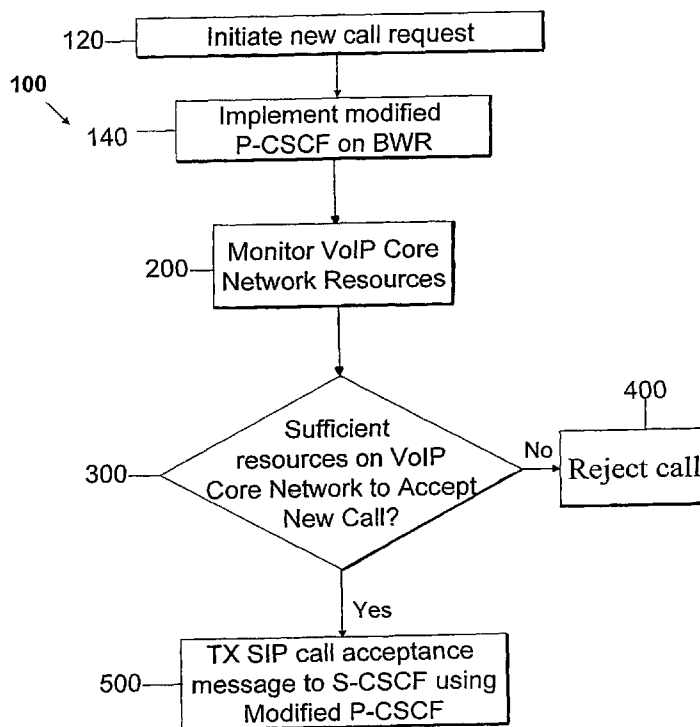 120
Initiate new call request
100
140
Implement modified
P-CSCF on BWR
200
Monitor VoIP Core
Network Resources
300
Sufficient
resources on VoIP
Core Network to Accept
New Call?
No
400
Reject call
Yes
500
TX SIP call acceptance
message to S-CSCF using
Modified P-CSCF